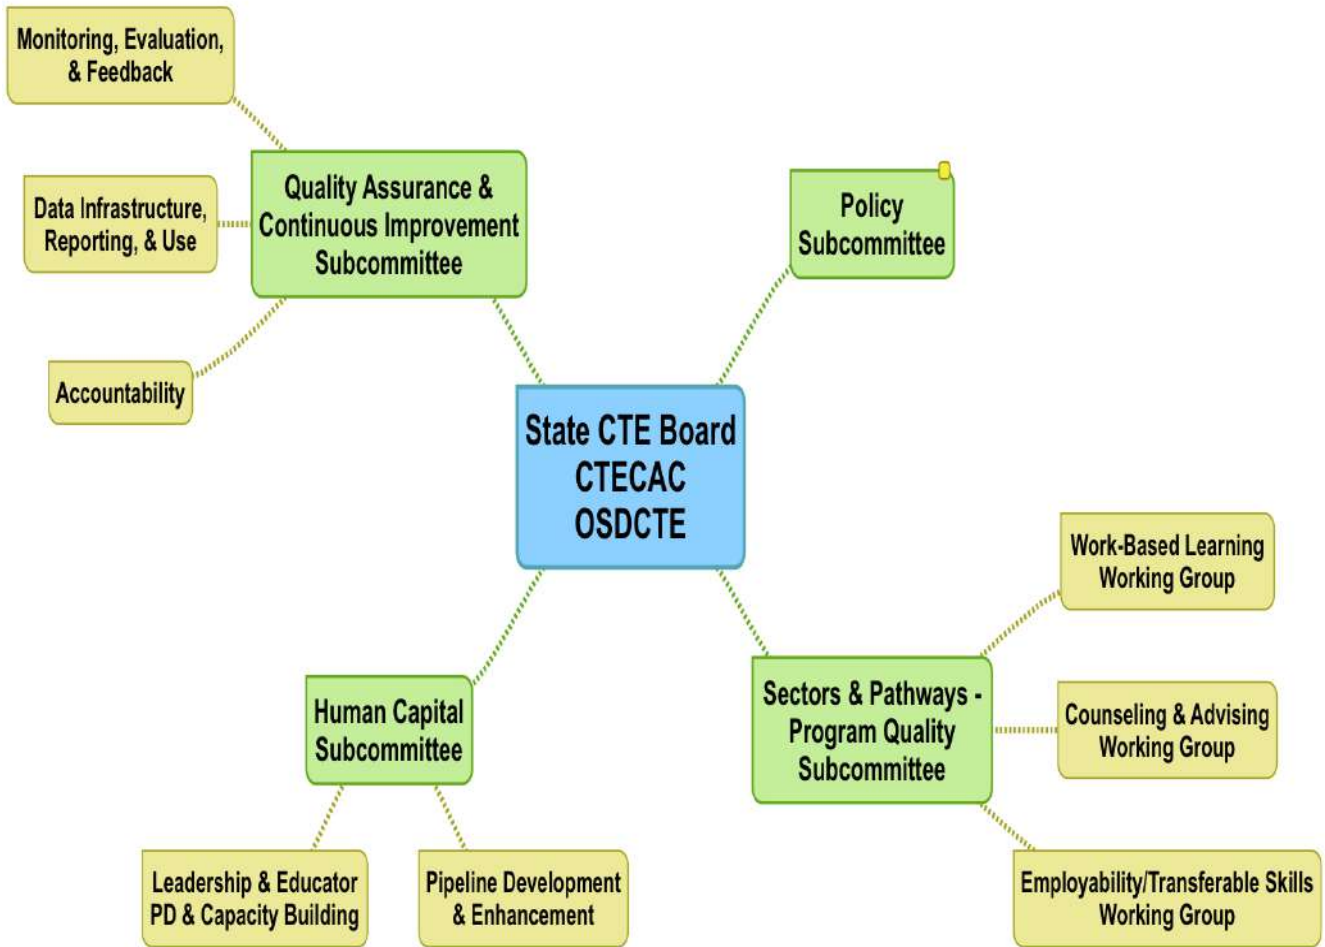 Monitoring, Evaluation,
& Feedback
Quality Assurance &
Continuous Improvement
Subcommittee
Data Infrastructure,
Reporting, & Use
Accountability
Policy
Subcommittee
State CTE Board
CTECAC
OSDCTE
Human Capital
Subcommittee
Leadership & Educator
PD & Capacity Building
Pipeline Development
& Enhancement
Sectors & Pathways -
Program Quality
Subcommittee
Work-Based Learning
Working Group
Counseling & Advising
Working Group
Employability/Transferable Skills
Working Group